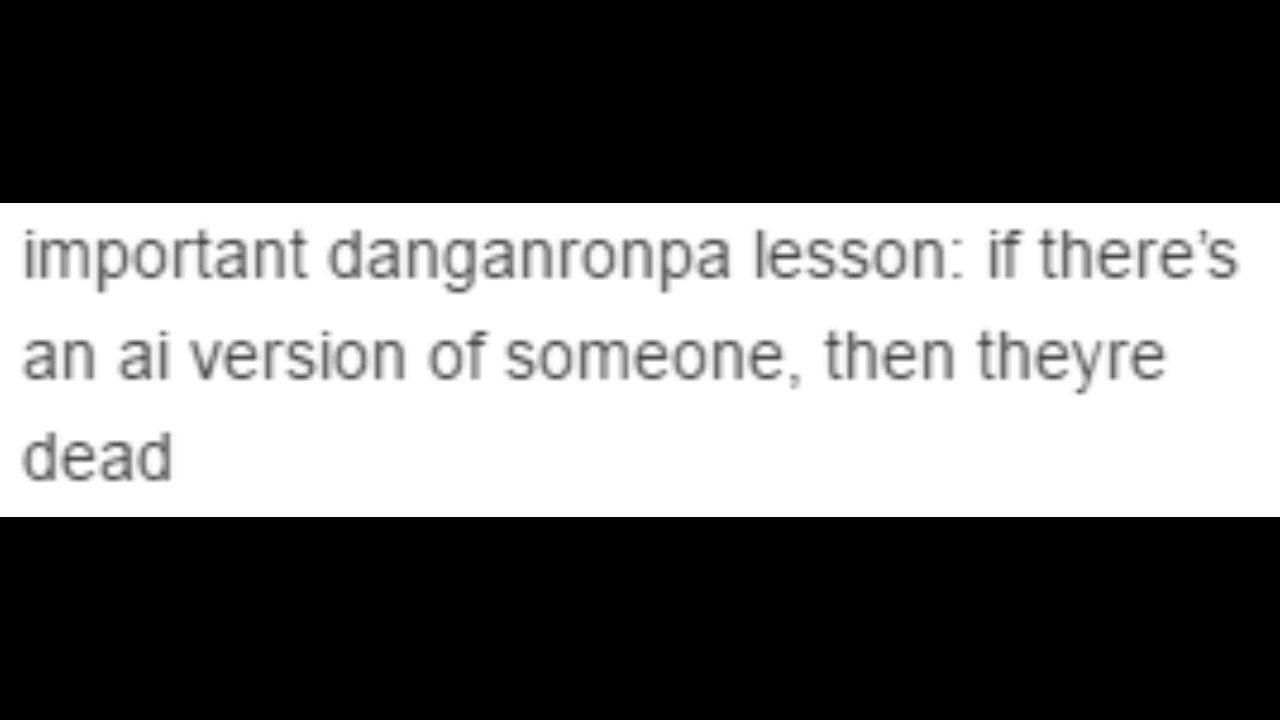 important danganronpa lesson: if there’s
an ai version of someone, then theyre
dead